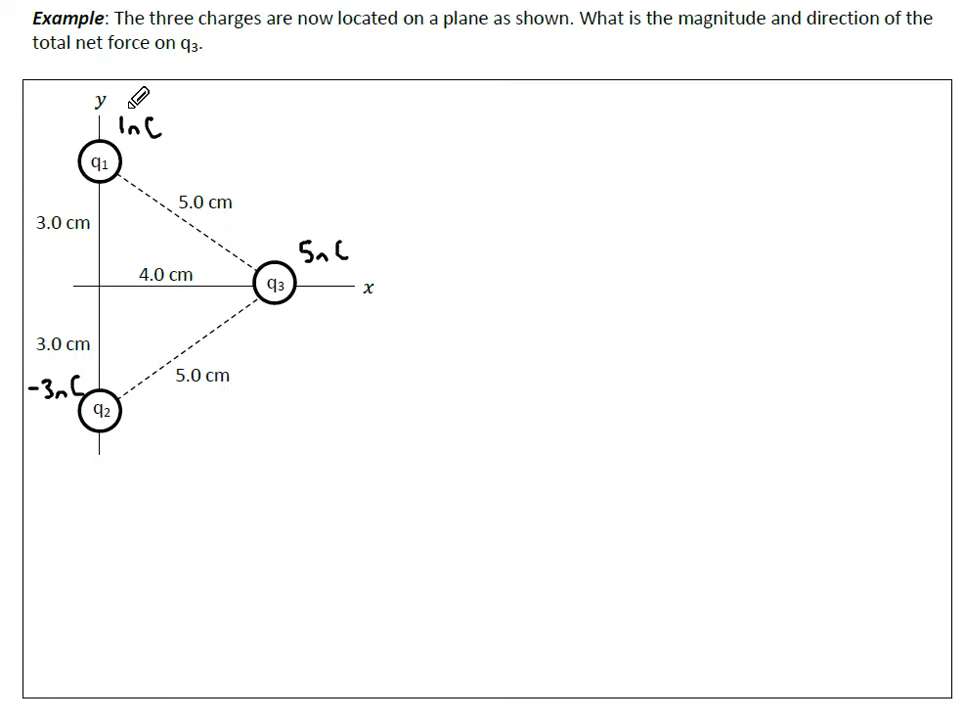 Example: The three charges are now located on a plane as shown. What is the magnitude and direction of the
total net force on q3.
y
1nC
q1
5.0 cm
3.0 cm
5nC
4.0 cm
q3
x
3.0 cm
5.0 cm
-3nC
q2